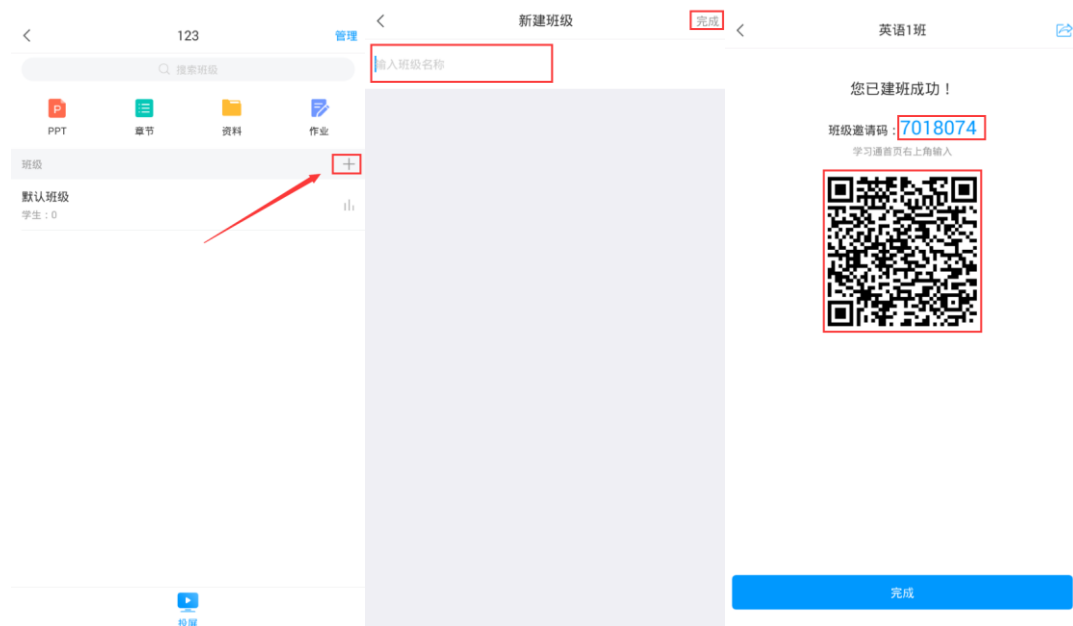 123
管理
搜索班级
P
PPT
章节
资料
作业
班级
默认班级
学生：0
投屏
新建班级
完成
输入班级名称
英语1班
您已建班成功！
班级邀请码：7018074
学习通首页右上角输入
完成